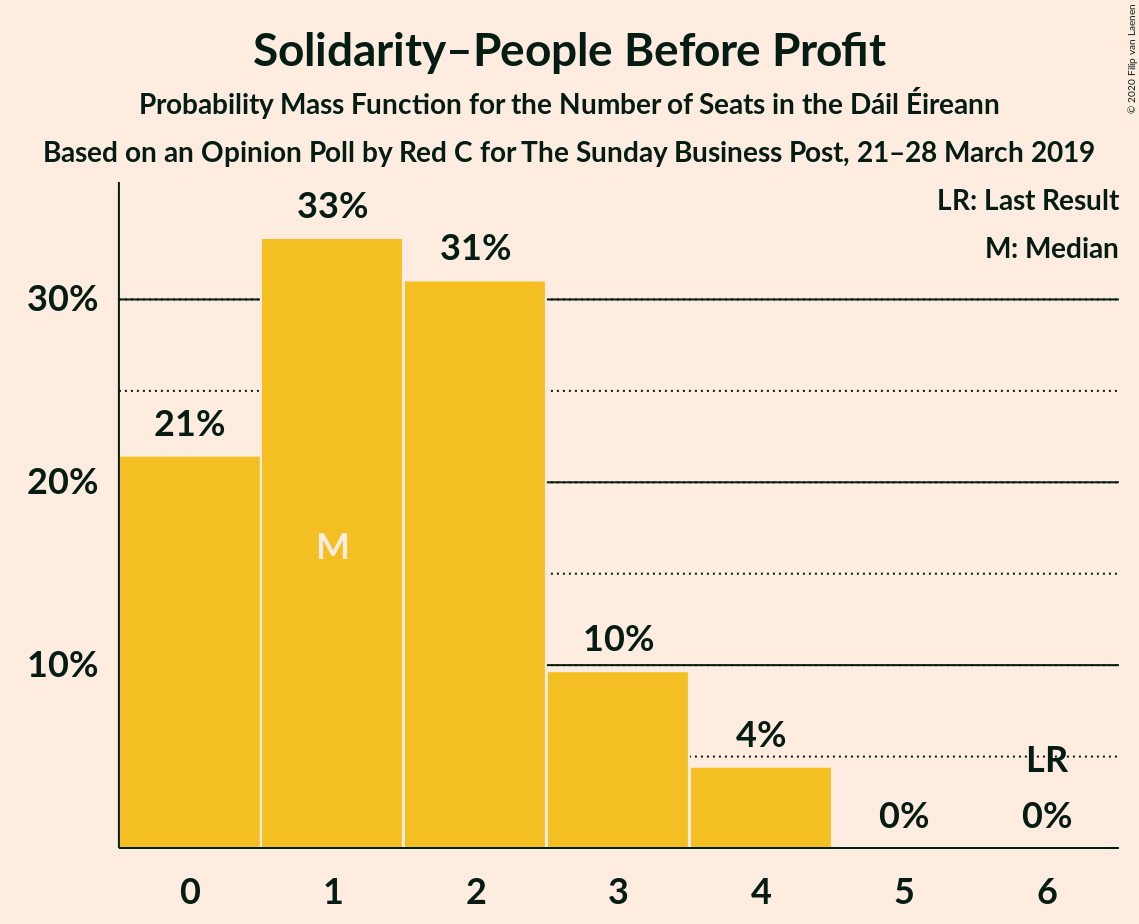 Solidarity–People Before Profit
Probability Mass Function for the Number of Seats in the Dáil Éireann
Based on an Opinion Poll by Red C for The Sunday Business Post, 21–28 March 2019
© 2020 Filip van Laenen
LR: Last Result
M: Median
33%
31%
30%
21%
20%
M
10%
10%
4%
LR
0%
0%
0 1 2 3 4 5 6